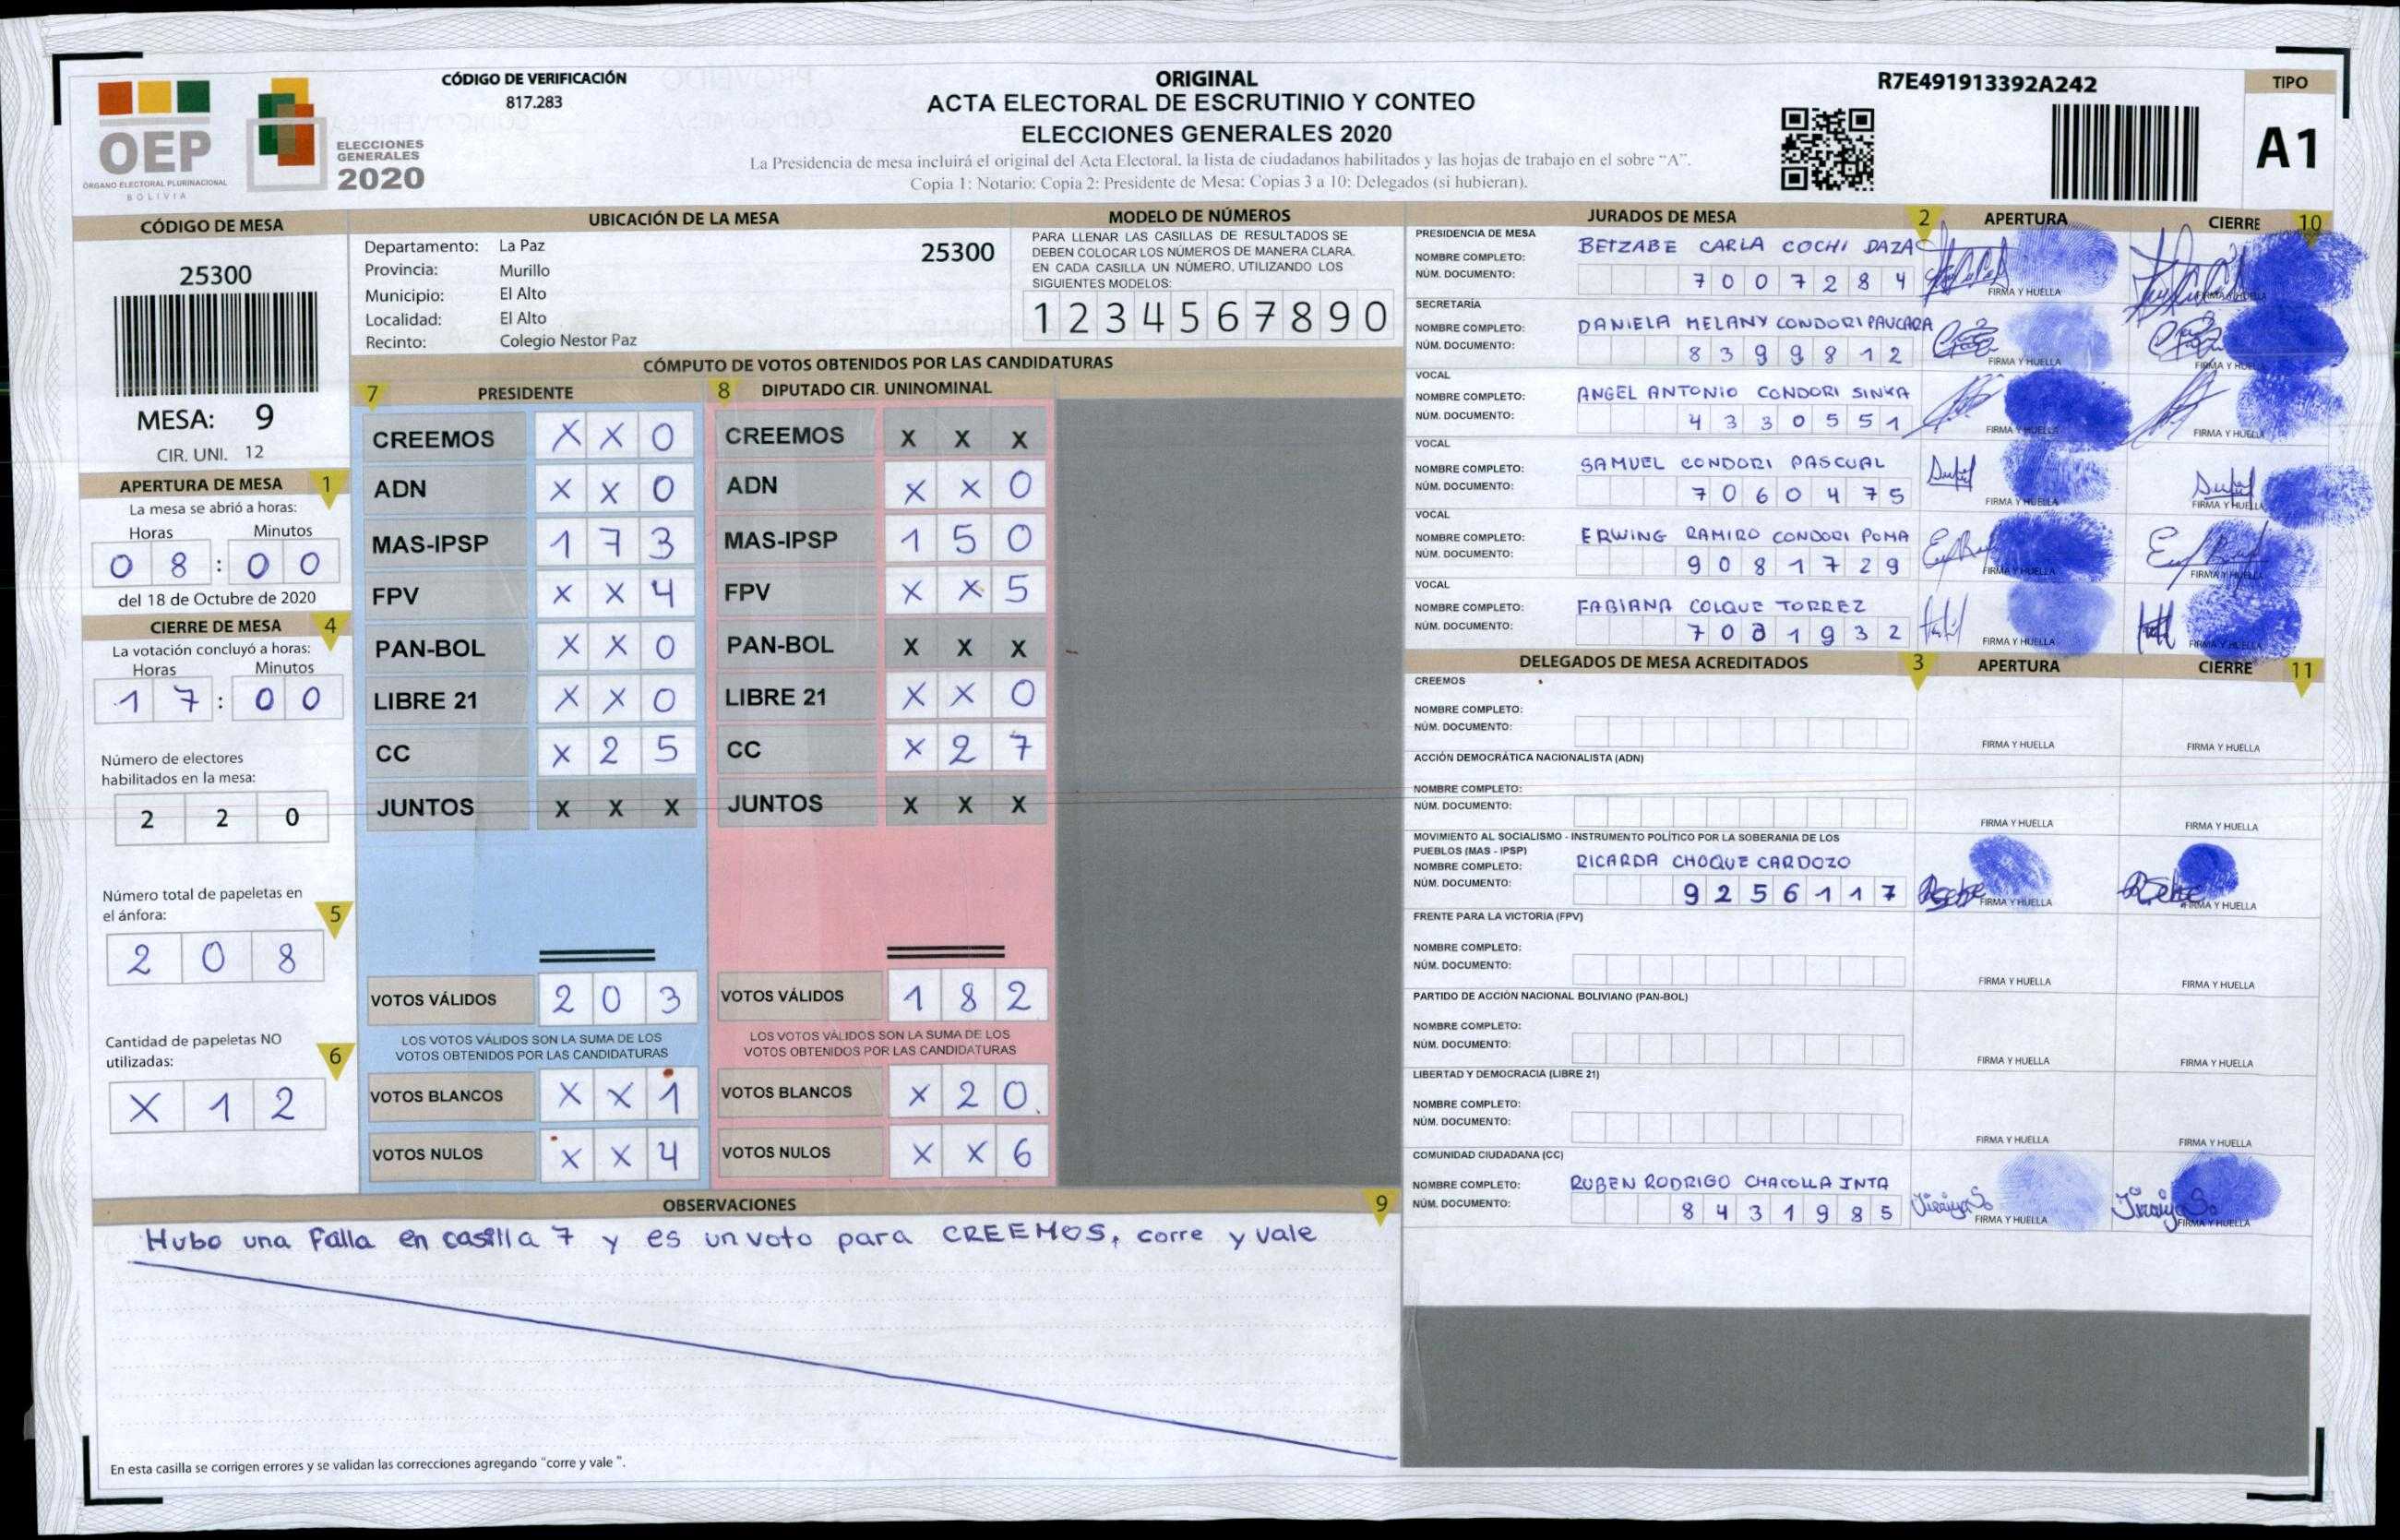 CÓDIGO DE VERIFICACIÓN
817.283
OEP
ÓRGANO ELECTORAL PLURINACIONAL
BOLIVIA
ELECCIONES
GENERALES
2020
ORIGINAL
ACTA ELECTORAL DE ESCRUTINIO Y CONTEO
ELECCIONES GENERALES 2020
La Presidencia de mesa incluirá el original del Acta Electoral, la lista de ciudadanos habilitados y las hojas de trabajo en el sobre “A”.
Copia 1: Notario: Copia 2: Presidente de Mesa: Copias 3 a 10: Delegados (si hubieran).
R7E491913392A242
TIPO
A1
CÓDIGO DE MESA
25300
MESA: 9
CIR. UNI. 12
APERTURA DE MESA 1
La mesa se abrió a horas:
Horas Minutos
0 8 : 0 0
del 18 de Octubre de 2020
CIERRE DE MESA 4
La votación concluyó a horas:
Horas Minutos
1 7 : 0 0
Número de electores
habilitados en la mesa:
2 2 0
Número total de papeletas en
el ánfora: 5
2 0 8
Cantidad de papeletas NO
utilizadas: 6
X 1 2
UBICACIÓN DE LA MESA
Departamento: La Paz 25300
Provincia: Murillo
Municipio: El Alto
Localidad: El Alto
Recinto: Colegio Nestor Paz
MODELO DE NÚMEROS
PARA LLENAR LAS CASILLAS DE RESULTADOS SE
DEBEN COLOCAR LOS NÚMEROS DE MANERA CLARA.
EN CADA CASILLA UN NÚMERO, UTILIZANDO LOS
SIGUIENTES MODELOS:
1 2 3 4 5 6 7 8 9 0
CÓMPUTO DE VOTOS OBTENIDOS POR LAS CANDIDATURAS
7 PRESIDENTE
CREEMOS X X 0
ADN X X 0
MAS-IPSP 1 7 3
FPV X X 4
PAN-BOL X X 0
LIBRE 21 X X 0
CC X 2 5
JUNTOS X X X
VOTOS VÁLIDOS 2 0 3
LOS VOTOS VÁLIDOS SON LA SUMA DE LOS
VOTOS OBTENIDOS POR LAS CANDIDATURAS
VOTOS BLANCOS X X 1
VOTOS NULOS X X 4
8 DIPUTADO CIR. UNINOMINAL
CREEMOS X X X
ADN X X 0
MAS-IPSP 1 5 0
FPV X X 5
PAN-BOL X X X
LIBRE 21 X X 0
CC X 2 7
JUNTOS X X X
VOTOS VÁLIDOS 1 8 2
LOS VOTOS VÁLIDOS SON LA SUMA DE LOS
VOTOS OBTENIDOS POR LAS CANDIDATURAS
VOTOS BLANCOS X 2 0
VOTOS NULOS X X 6
OBSERVACIONES 9
Hubo una falla en casilla 7 y es un voto para CREEMOS, corre y vale
En esta casilla se corrigen errores y se validan las correcciones agregando "corre y vale ".
JURADOS DE MESA 2 APERTURA CIERRE 10
PRESIDENCIA DE MESA
NOMBRE COMPLETO: BETZABE CARLA COCHI DAZA
NÚM. DOCUMENTO: 7 0 0 7 2 8 4
FIRMA Y HUELLA FIRMA Y HUELLA
SECRETARÍA
NOMBRE COMPLETO: DANIELA MELANY CONDORI PAUCARA
NÚM. DOCUMENTO: 8 3 9 9 8 1 2
FIRMA Y HUELLA FIRMA Y HUELLA
VOCAL
NOMBRE COMPLETO: ANGEL ANTONIO CONDORI SINKA
NÚM. DOCUMENTO: 4 3 3 0 5 5 1
FIRMA Y HUELLA FIRMA Y HUELLA
VOCAL
NOMBRE COMPLETO: SAMUEL CONDORI PASCUAL
NÚM. DOCUMENTO: 7 0 6 0 4 7 5
FIRMA Y HUELLA FIRMA Y HUELLA
VOCAL
NOMBRE COMPLETO: ERWING RAMIRO CONDORI POMA
NÚM. DOCUMENTO: 9 0 8 1 7 2 9
FIRMA Y HUELLA FIRMA Y HUELLA
VOCAL
NOMBRE COMPLETO: FABIANA COLQUE TORREZ
NÚM. DOCUMENTO: 7 0 1 9 3 2
FIRMA Y HUELLA FIRMA Y HUELLA
DELEGADOS DE MESA ACREDITADOS 3 APERTURA CIERRE 11
CREEMOS
NOMBRE COMPLETO:
NÚM. DOCUMENTO:
FIRMA Y HUELLA FIRMA Y HUELLA
ACCIÓN DEMOCRÁTICA NACIONALISTA (ADN)
NOMBRE COMPLETO:
NÚM. DOCUMENTO:
FIRMA Y HUELLA FIRMA Y HUELLA
MOVIMIENTO AL SOCIALISMO - INSTRUMENTO POLÍTICO POR LA SOBERANIA DE LOS
PUEBLOS (MAS - IPSP)
NOMBRE COMPLETO: RICARDA CHOQUE CARDOZO
NÚM. DOCUMENTO: 9 2 5 6 1 1 7
FIRMA Y HUELLA FIRMA Y HUELLA
FRENTE PARA LA VICTORIA (FPV)
NOMBRE COMPLETO:
NÚM. DOCUMENTO:
FIRMA Y HUELLA FIRMA Y HUELLA
PARTIDO DE ACCIÓN NACIONAL BOLIVIANO (PAN-BOL)
NOMBRE COMPLETO:
NÚM. DOCUMENTO:
FIRMA Y HUELLA FIRMA Y HUELLA
LIBERTAD Y DEMOCRACIA (LIBRE 21)
NOMBRE COMPLETO:
NÚM. DOCUMENTO:
FIRMA Y HUELLA FIRMA Y HUELLA
COMUNIDAD CIUDADANA (CC)
NOMBRE COMPLETO: RUBEN RODRIGO CHACOLLA INTA
NÚM. DOCUMENTO: 8 4 3 1 9 8 5
FIRMA Y HUELLA FIRMA Y HUELLA